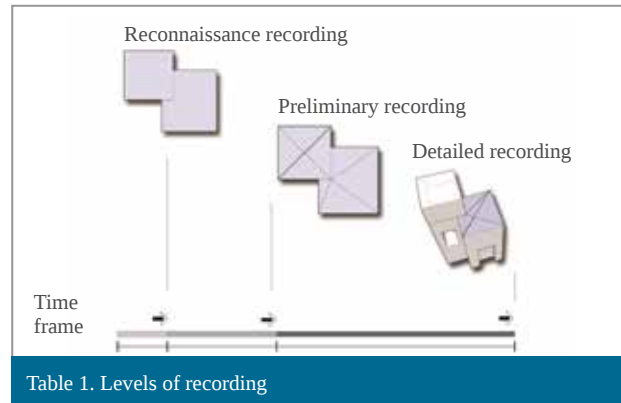 Reconnaissance recording
Preliminary recording
Detailed recording
Time
frame
Table 1. Levels of recording